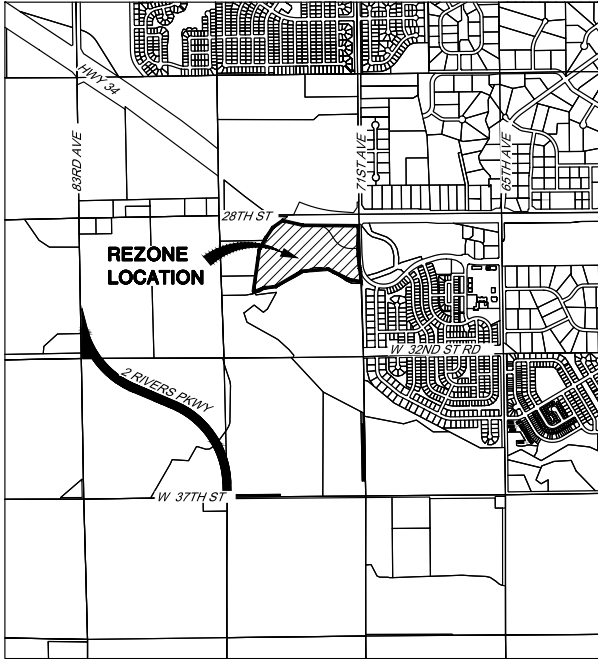 HWY 34
83RD AVE
71ST AVE
65TH AVE
28TH ST
REZONE
LOCATION
W 32ND ST RD
2 RIVERS PKWY
W 37TH ST